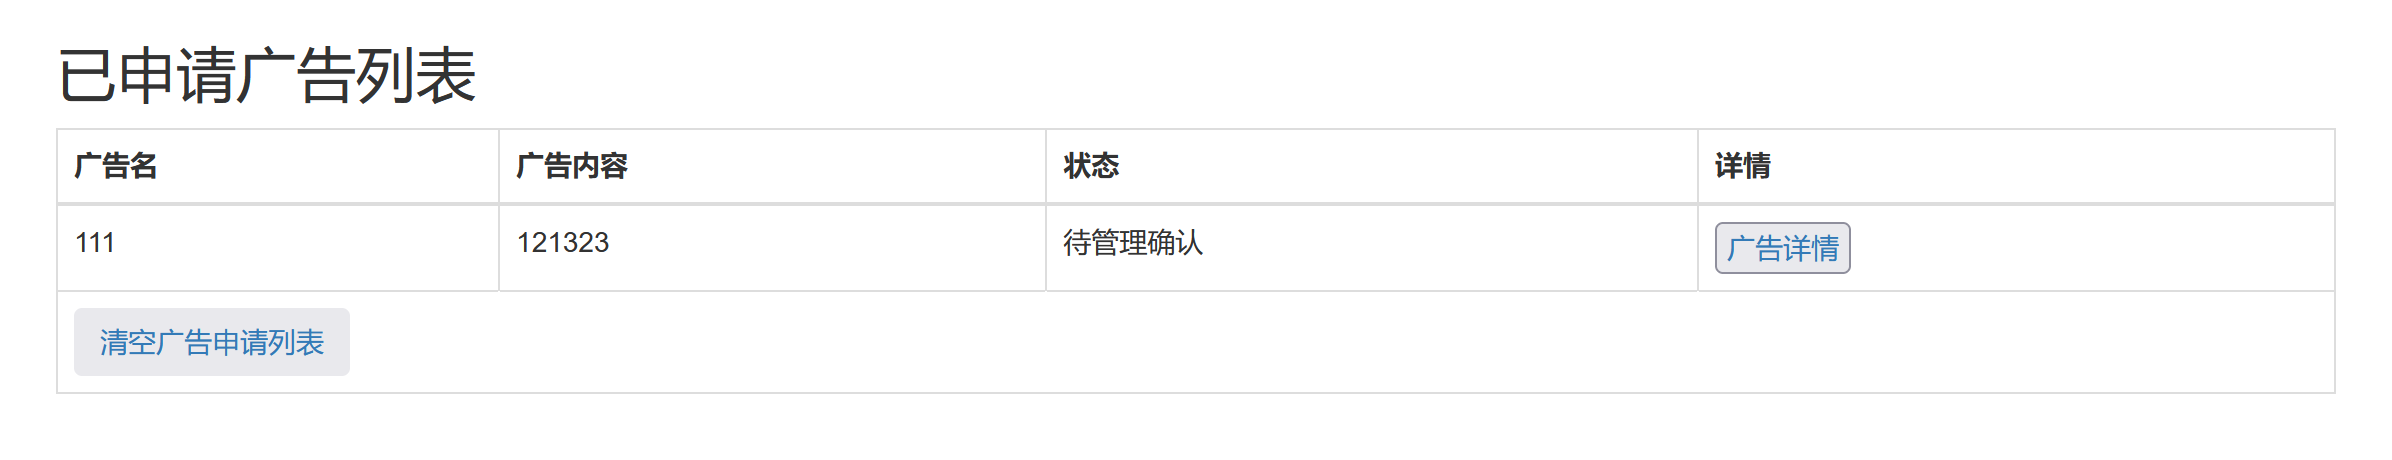 已申请广告列表
广告名 广告内容 状态 详情
111 121323 待管理确认 广告详情
清空广告申请列表